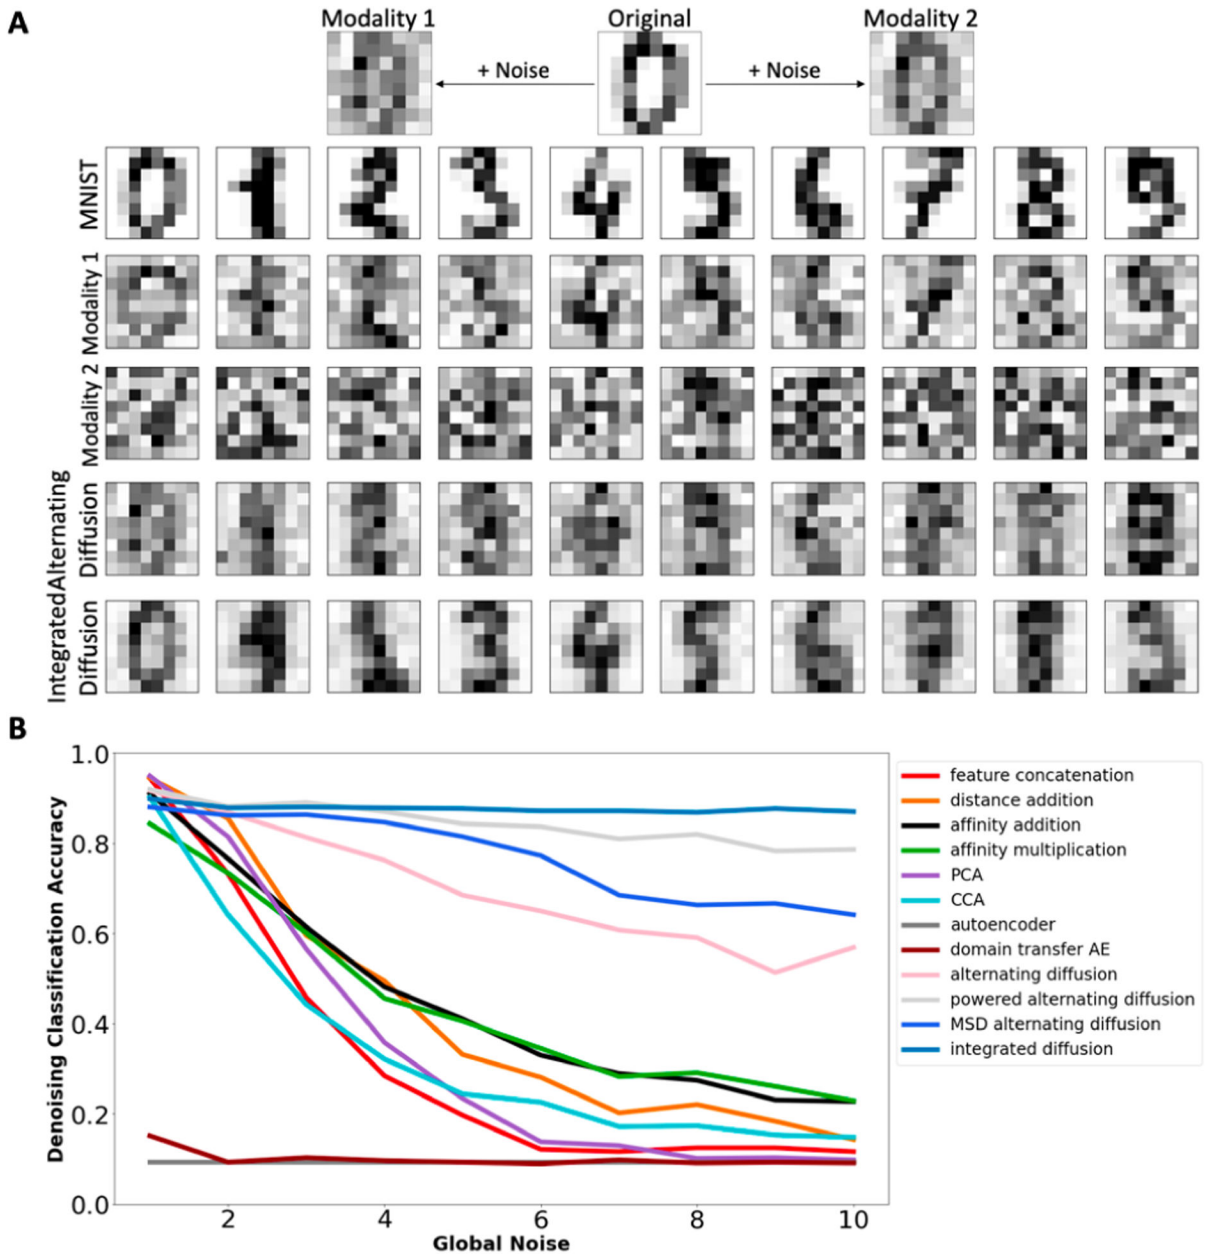 A
Modality 1
Original
Modality 2
+ Noise
+ Noise
MNIST
Modality 1
Modality 2
Alternating
Diffusion
Integrated
Diffusion
B
1.0
0.8
0.6
0.4
0.2
0.0
Denoising Classification Accuracy
2
4
6
8
10
Global Noise
feature concatenation
distance addition
affinity addition
affinity multiplication
PCA
CCA
autoencoder
domain transfer AE
alternating diffusion
powered alternating diffusion
MSD alternating diffusion
integrated diffusion